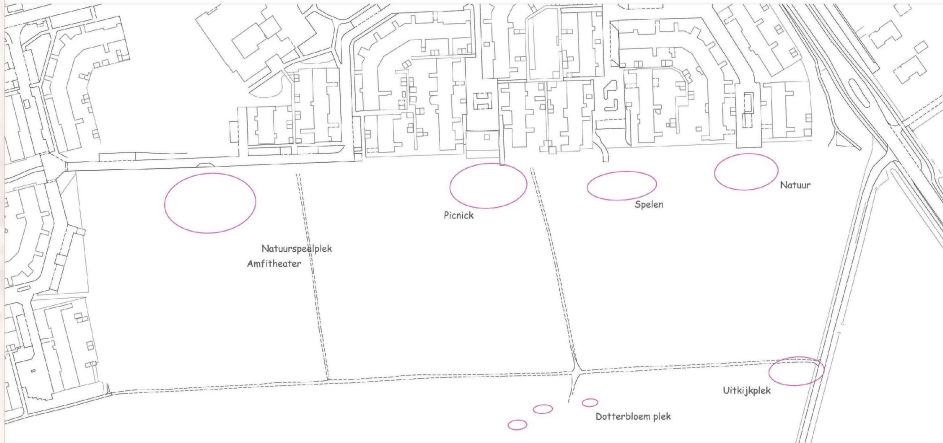 Natuur
Spelen
Picnick
Natuurspeelplek
Amfitheater
Uitkijkplek
Dotterbloem plek